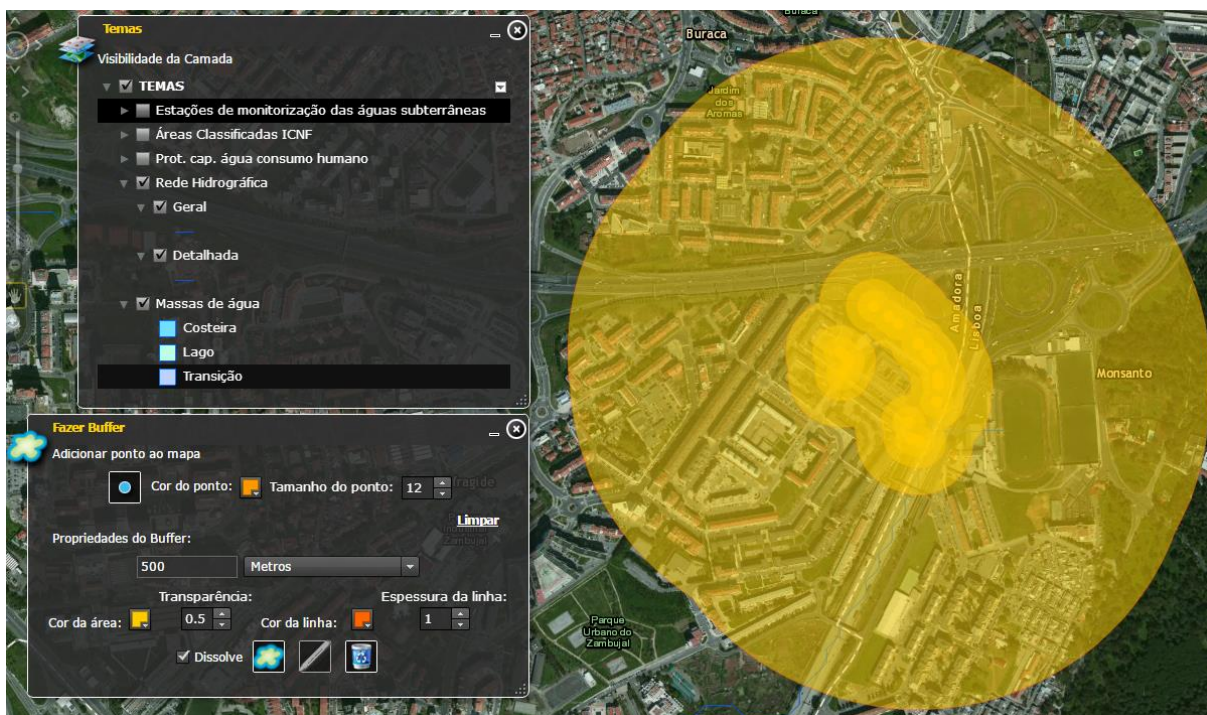 Temas
Visibilidade da Camada
TEMAS
Estações de monitorização das águas subterrâneas
Áreas Classificadas ICNF
Prot. cap. água consumo humano
Rede Hidrográfica
Geral
Detalhada
Massas de água
Costeira
Lago
Transição
Fazer Buffer
Adicionar ponto ao mapa
Cor do ponto:
Tamanho do ponto:
12
Limpar
Propriedades do Buffer:
500
Metros
Transparência:
Espessura da linha:
Cor da área:
0.5
Cor da linha:
1
Dissolve
Buraca
Buraca
Jardim
dos
Aromas
Amadora
Lisboa
Monsanto
Zambujal
Parque
Urbano do
Zambujal